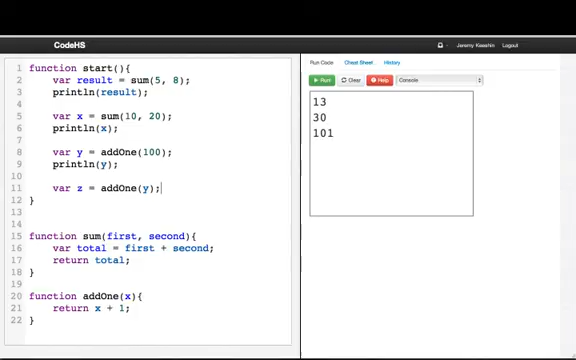 CodeHS
Jeremy Keeshin Logout
Run Code Cheat Sheet History
Run Clear Help Console
1 function start(){
2 var result = sum(5, 8);
3 println(result);
4
5 var x = sum(10, 20);
6 println(x);
7
8 var y = addOne(100);
9 println(y);
10
11 var z = addOne(y);
12 }
13
14
15 function sum(first, second){
16 var total = first + second;
17 return total;
18 }
19
20 function addOne(x){
21 return x + 1;
22 }
13
30
101